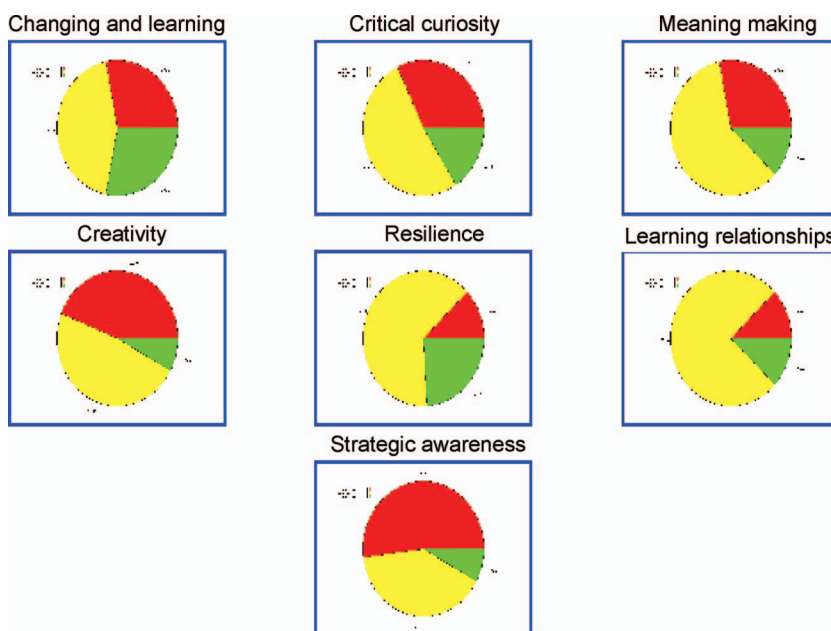 Changing and learning
Critical curiosity
Meaning making
Creativity
Resilience
Learning relationships
Strategic awareness